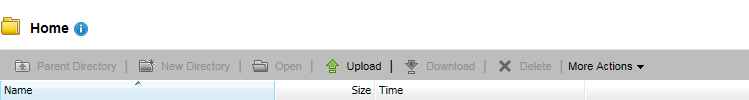 Home
Parent Directory | New Directory | Open | Upload | Download | Delete | More Actions
Name Size Time